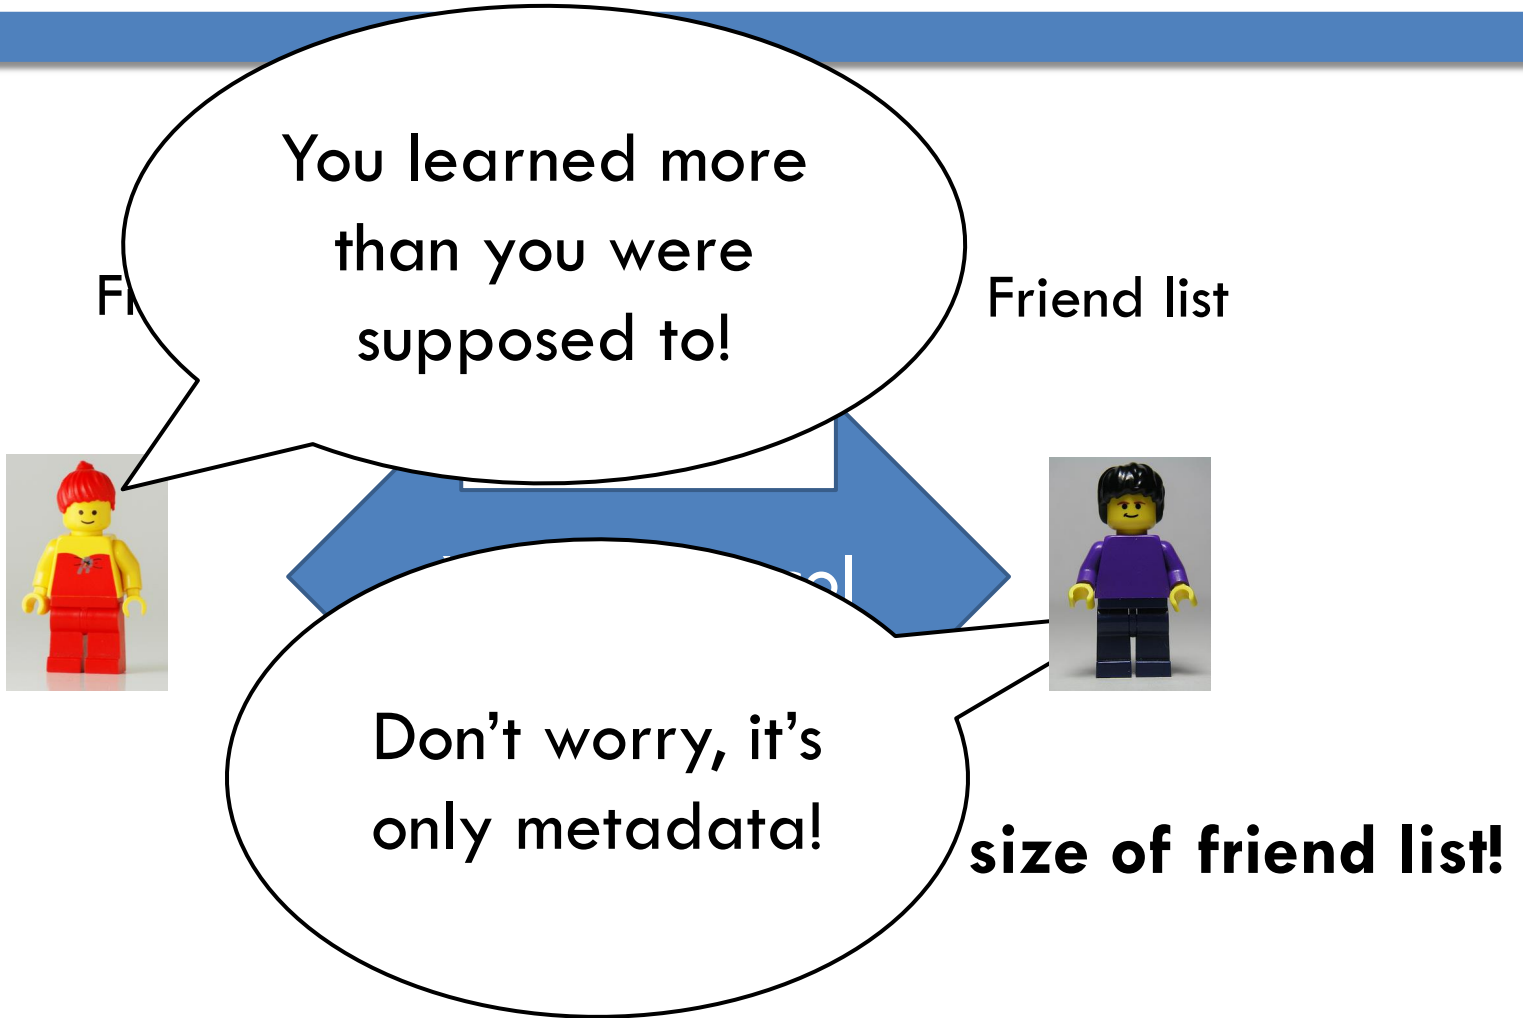 You learned more
than you were
supposed to!
Friend list
Don't worry, it's
only metadata!
size of friend list!